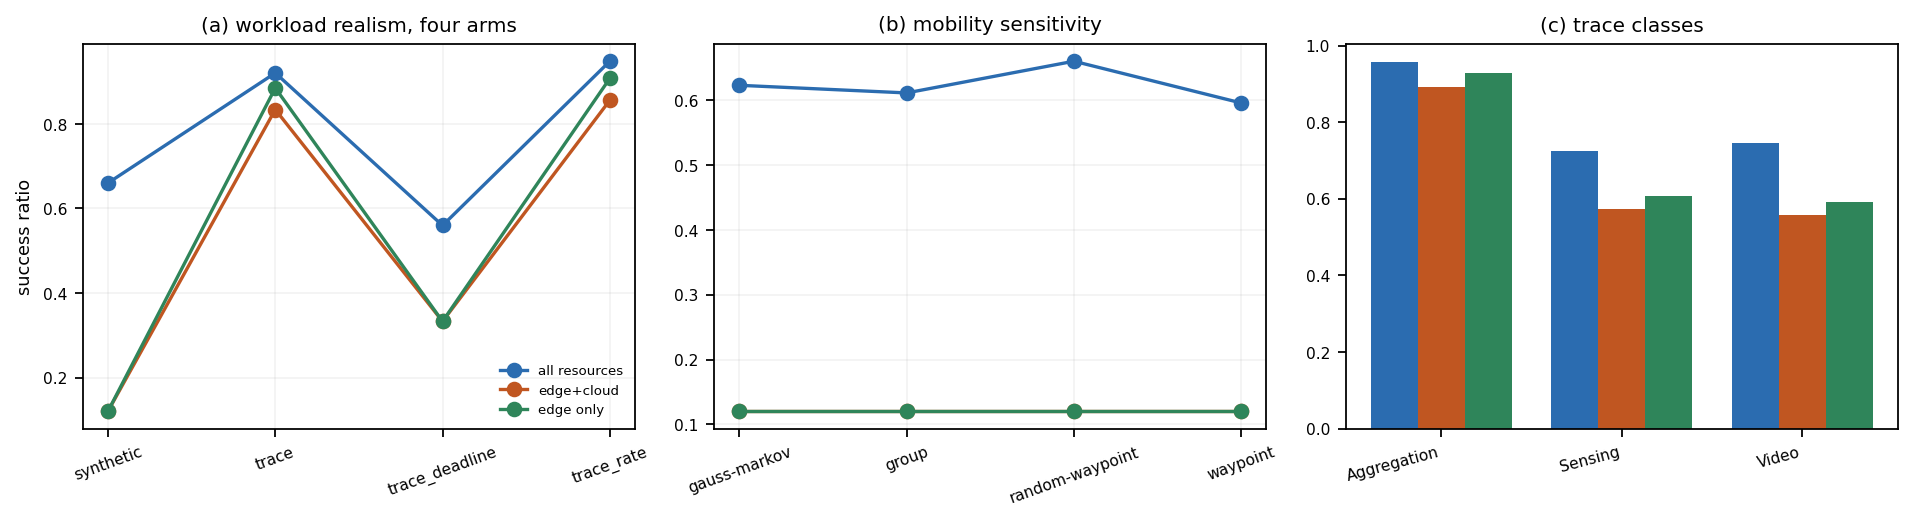 (a) workload realism, four arms
success ratio
0.8
0.6
0.4
0.2
all resources
edge+cloud
edge only
synthetic
trace
trace_deadline
trace_rate
(b) mobility sensitivity
0.6
0.5
0.4
0.3
0.2
0.1
gauss-markov
group
random-waypoint
waypoint
(c) trace classes
1.0
0.8
0.6
0.4
0.2
0.0
Aggregation
Sensing
Video